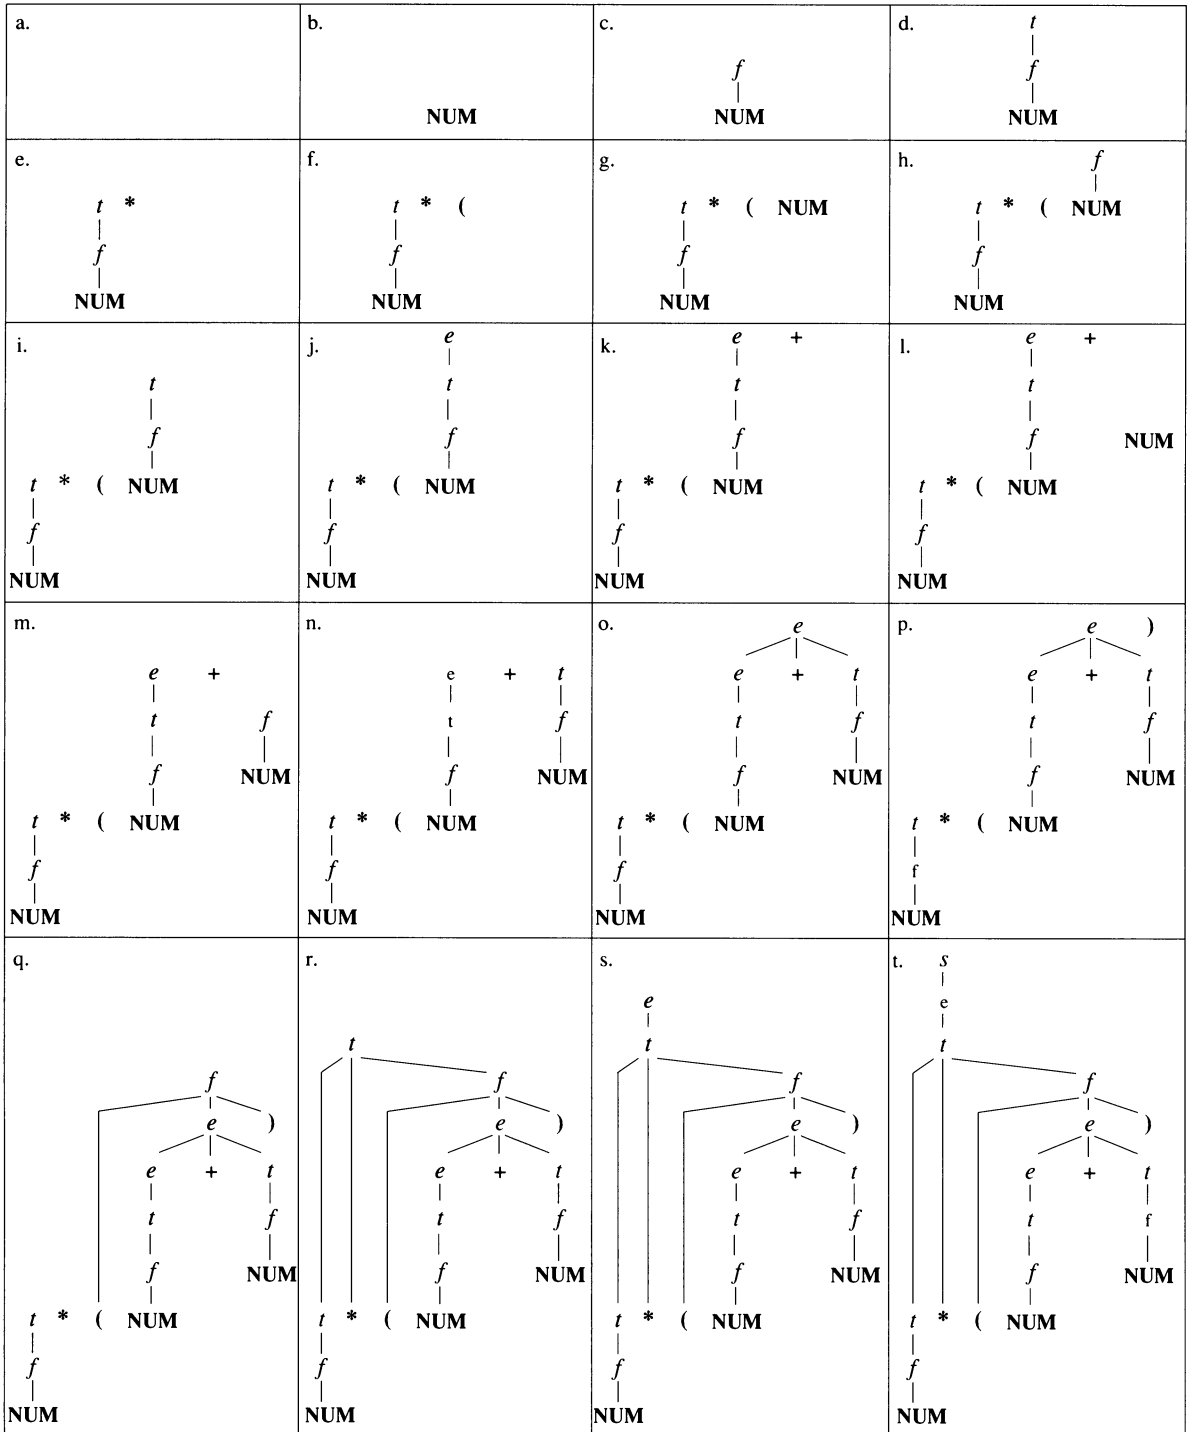 a. b. c. d.
t
f f
NUM NUM NUM
e. f. g. h.
f
t * t * ( t * ( NUM t * ( NUM
f f f f
NUM NUM NUM NUM
i. j. k. l.
e e + e +
t t t t
f f f f NUM
t * ( NUM t * ( NUM t * ( NUM t * ( NUM
f f f f
NUM NUM NUM NUM
m. n. o. p.
e e )
e + e + t e + t e + t
t f t f t f t f
f NUM f NUM f NUM f NUM
t * ( NUM t * ( NUM t * ( NUM t * ( NUM
f f f f
NUM NUM NUM NUM
q. r. s. t.
s
e e
t t t
f f f f
e ) e ) e ) e )
e + t e + t e + t e + t
t f t f t f t f
f NUM f NUM f NUM f NUM
t * ( NUM t * ( NUM t * ( NUM t * ( NUM
f f f f
NUM NUM NUM NUM